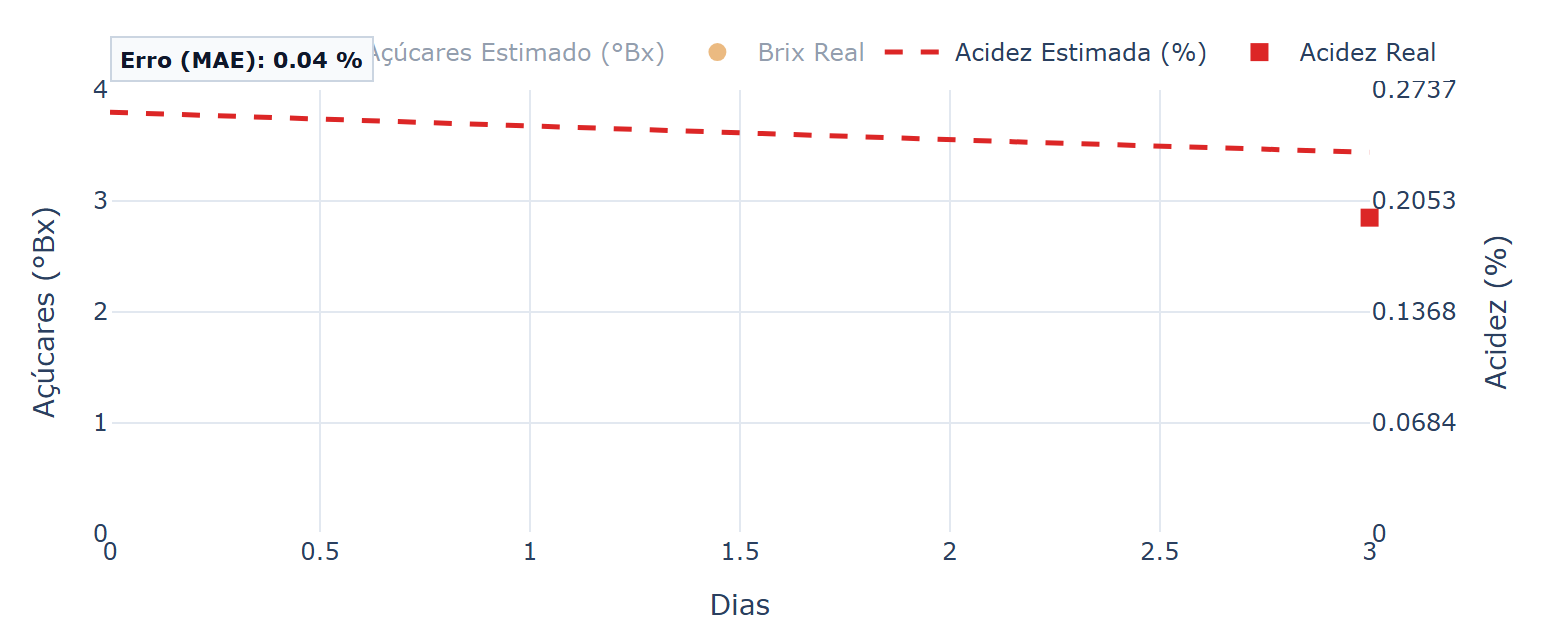 Erro (MAE): 0.04 %
Açúcares Estimado (°Bx)
Brix Real
Acidez Estimada (%)
Acidez Real
4
3
2
1
0
Açúcares (°Bx)
0.2737
0.2053
0.1368
0.0684
0
Acidez (%)
0
0.5
1
1.5
2
2.5
3
Dias